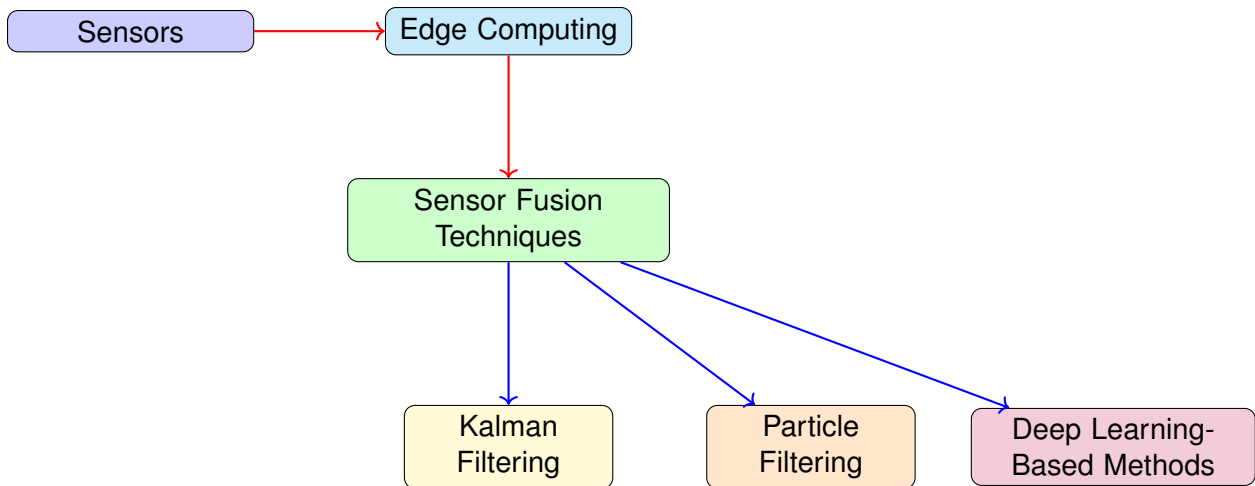 Sensors
Edge Computing
Sensor Fusion
Techniques
Kalman
Filtering
Particle
Filtering
Deep Learning-
Based Methods